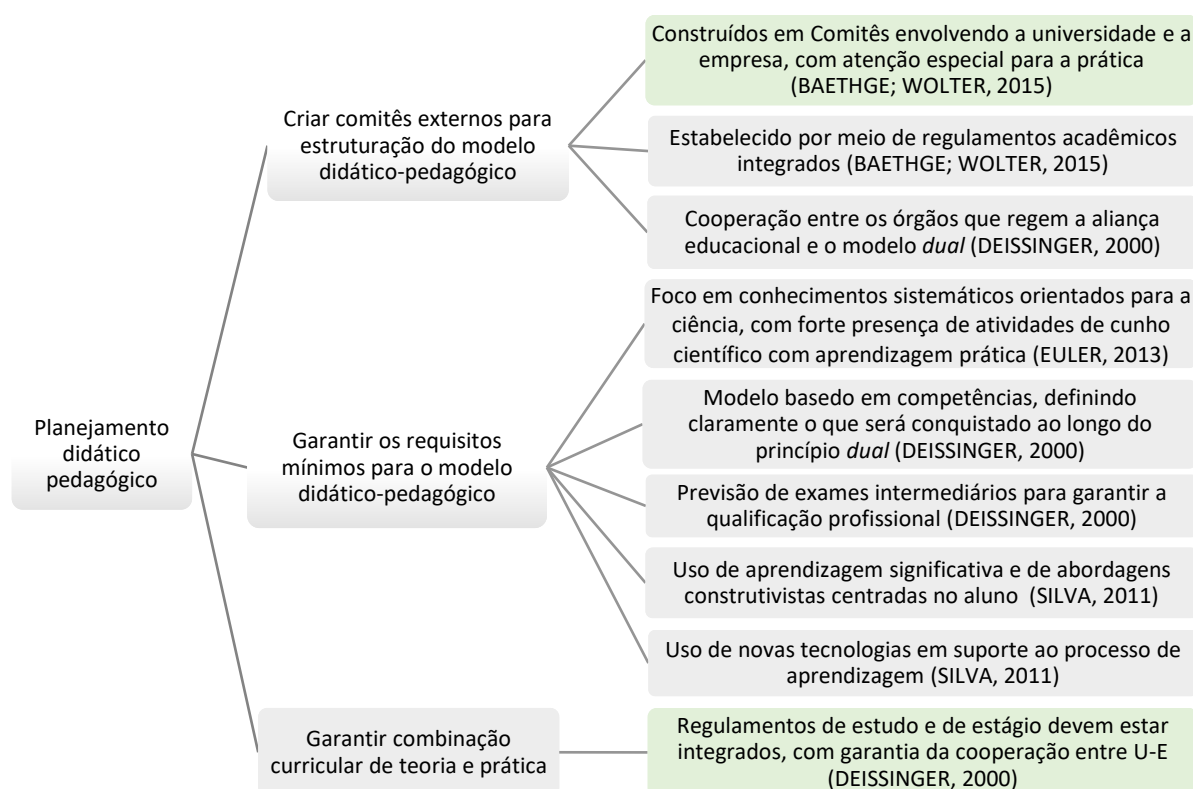 Planejamento
didático
pedagógico
Criar comitês externos para
estruturação do modelo
didático-pedagógico
Construídos em Comitês envolvendo a universidade e a
empresa, com atenção especial para a prática
(BAETHGE; WOLTER, 2015)
Estabelecido por meio de regulamentos acadêmicos
integrados (BAETHGE; WOLTER, 2015)
Cooperação entre os órgãos que regem a aliança
educacional e o modelo dual (DEISSINGER, 2000)
Garantir os requisitos
mínimos para o modelo
didático-pedagógico
Foco em conhecimentos sistemáticos orientados para a
ciência, com forte presença de atividades de cunho
científico com aprendizagem prática (EULER, 2013)
Modelo basedo em competências, definindo
claramente o que será conquistado ao longo do
princípio dual (DEISSINGER, 2000)
Previsão de exames intermediários para garantir a
qualificação profissional (DEISSINGER, 2000)
Uso de aprendizagem significativa e de abordagens
construtivistas centradas no aluno (SILVA, 2011)
Uso de novas tecnologias em suporte ao processo de
aprendizagem (SILVA, 2011)
Garantir combinação
curricular de teoria e prática
Regulamentos de estudo e de estágio devem estar
integrados, com garantia da cooperação entre U-E
(DEISSINGER, 2000)